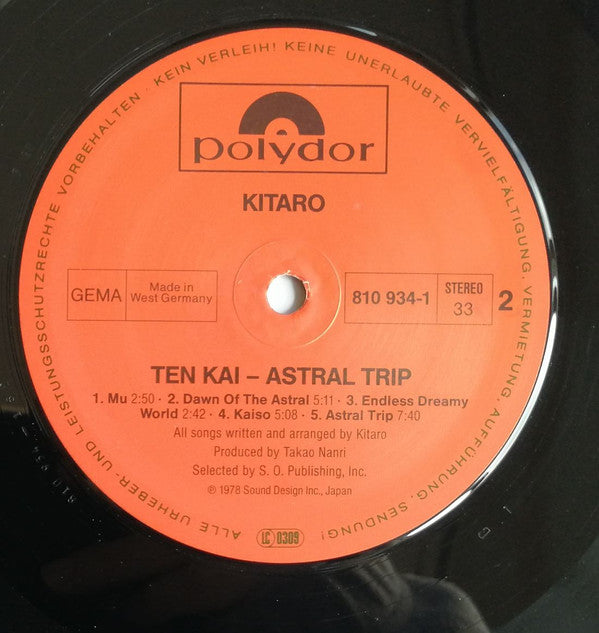 ALLE URHEBER- UND LEISTUNGSSCHUTZRECHTE VORBEHALTEN · KEIN VERLEIH! KEINE UNERLAUBTE VERVIELFÄLTIGUNG, VERMIETUNG, AUFFÜHRUNG, SENDUNG!
polydor
KITARO
GEMA
Made in
West Germany
810 934-1
STEREO
33
2
TEN KAI – ASTRAL TRIP
1. Mu 2:50 · 2. Dawn Of The Astral 5:11 · 3. Endless Dreamy
World 2:42 · 4. Kaiso 5:08 · 5. Astral Trip 7:40
All songs written and arranged by Kitaro
Produced by Takao Nanri
Selected by S. O. Publishing, Inc.
℗ 1978 Sound Design Inc., Japan
LC 0309